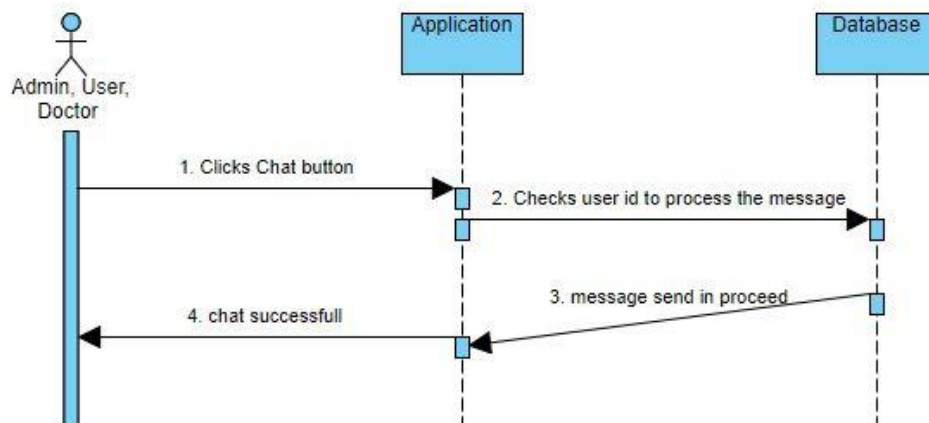 Application
Database
Admin, User,
Doctor
1. Clicks Chat button
2. Checks user id to process the message
3. message send in proceed
4. chat successfull